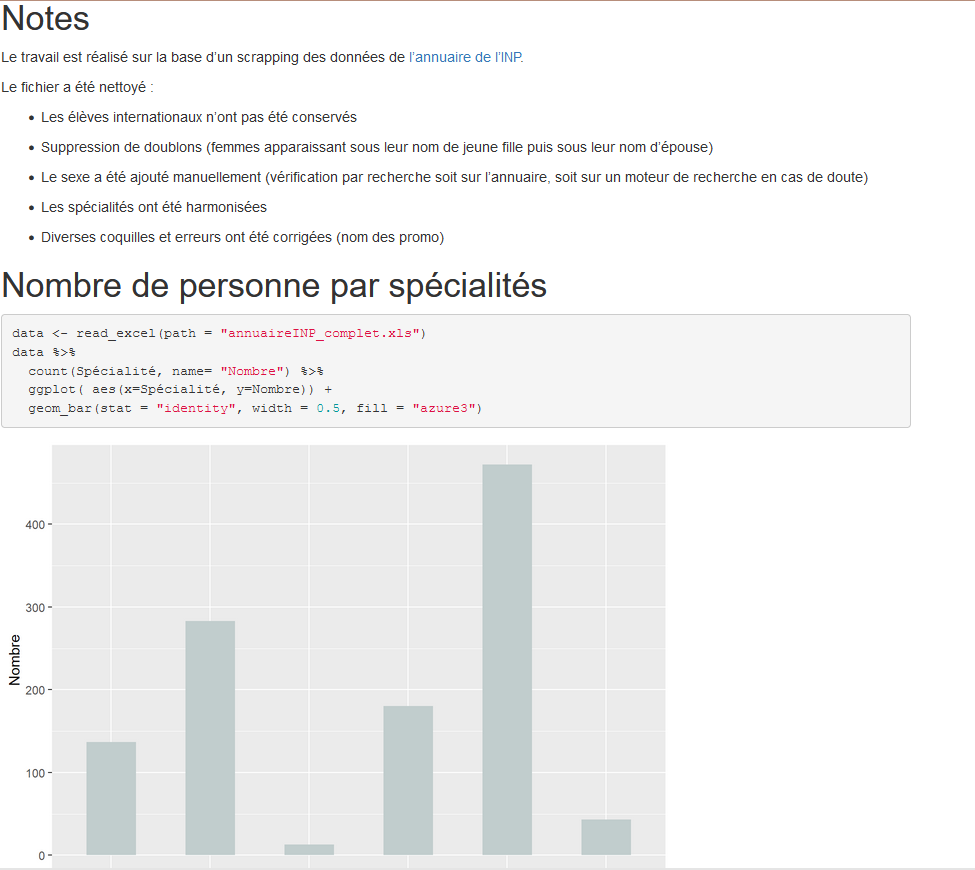 Notes
Le travail est réalisé sur la base d'un scrapping des données de l'annuaire de l'INP.
Le fichier a été nettoyé :
• Les élèves internationaux n'ont pas été conservés
• Suppression de doublons (femmes apparaissant sous leur nom de jeune fille puis sous leur nom d'épouse)
• Le sexe a été ajouté manuellement (vérification par recherche soit sur l'annuaire, soit sur un moteur de recherche en cas de doute)
• Les spécialités ont été harmonisées
• Diverses coquilles et erreurs ont été corrigées (nom des promo)
Nombre de personne par spécialités
data <- read_excel(path = "annuaireINP_complet.xls")
data %>%
  count(Spécialité, name= "Nombre") %>%
  ggplot( aes(x=Spécialité, y=Nombre)) +
  geom_bar(stat = "identity", width = 0.5, fill = "azure3")
400
300
Nombre
200
100
0